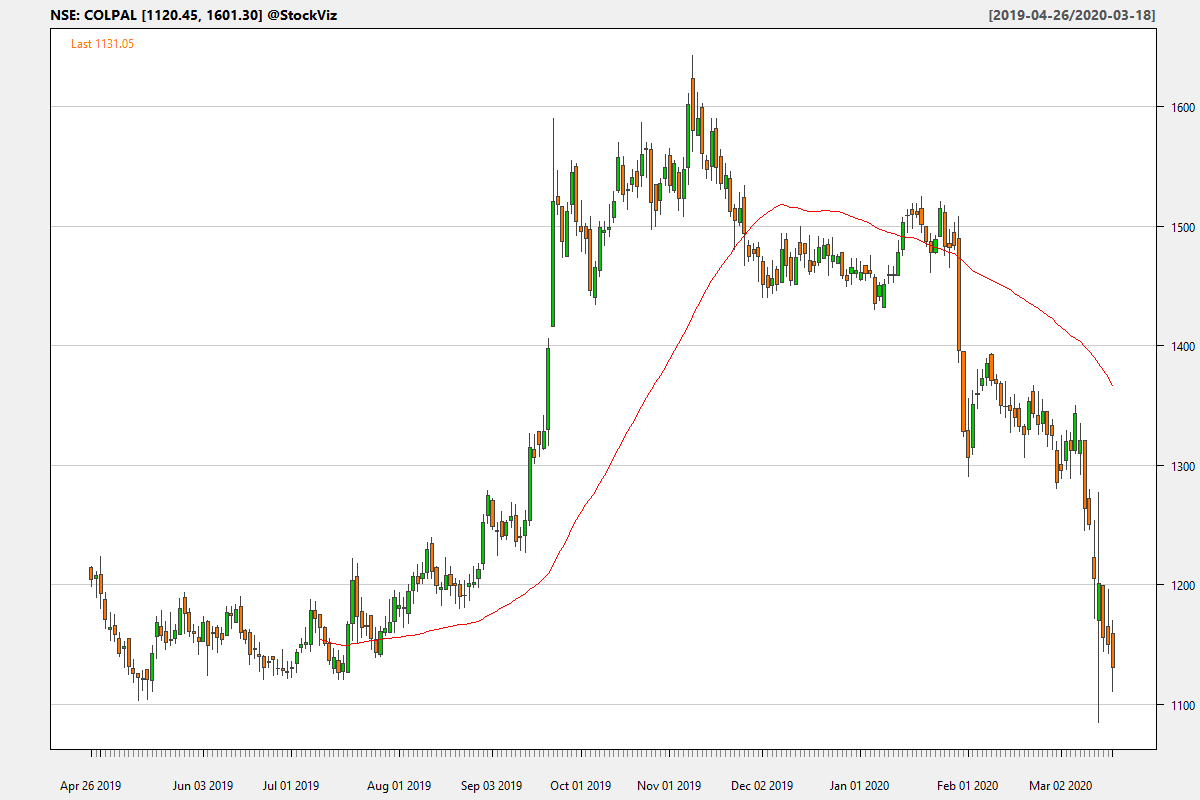 NSE: COLPAL [1120.45, 1601.30] @StockViz
[2019-04-26/2020-03-18]
Last 1131.05
1600
1500
1400
1300
1200
1100
Apr 26 2019 Jun 03 2019 Jul 01 2019 Aug 01 2019 Sep 03 2019 Oct 01 2019 Nov 01 2019 Dec 02 2019 Jan 01 2020 Feb 01 2020 Mar 02 2020